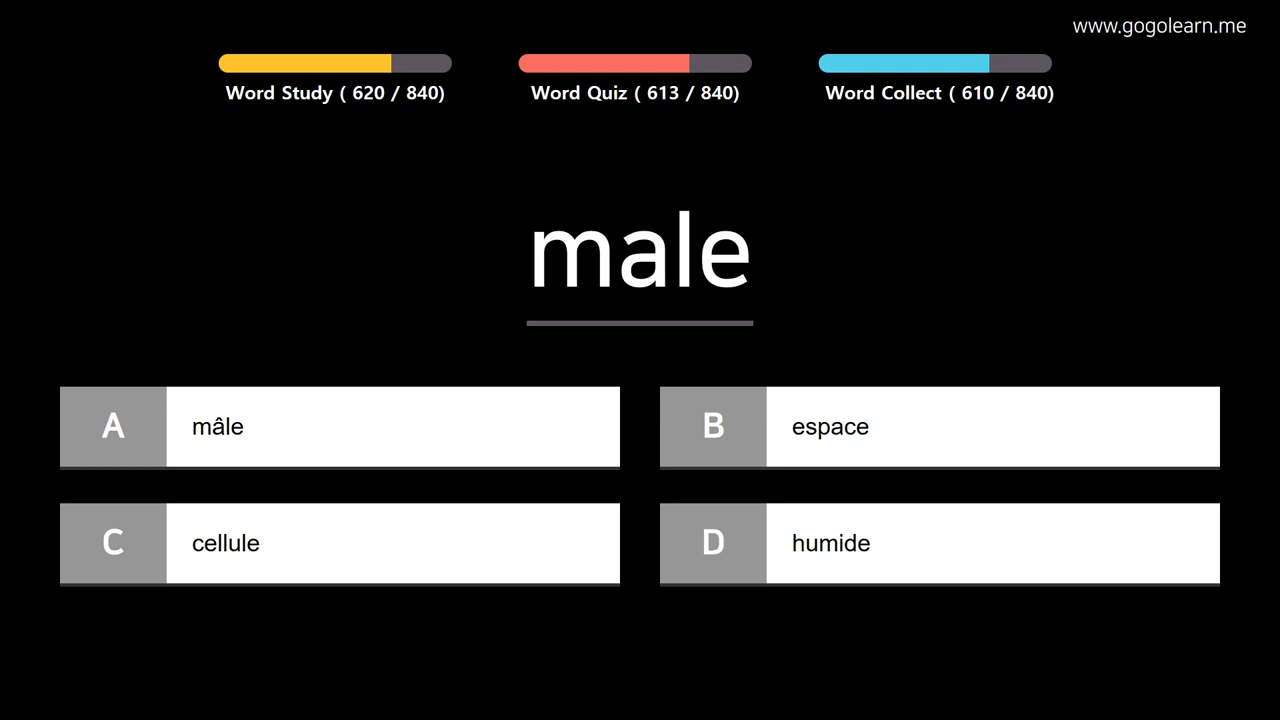 www.gogolearn.me
Word Study ( 620 / 840)
Word Quiz ( 613 / 840)
Word Collect ( 610 / 840)
male
A mâle
B espace
C cellule
D humide